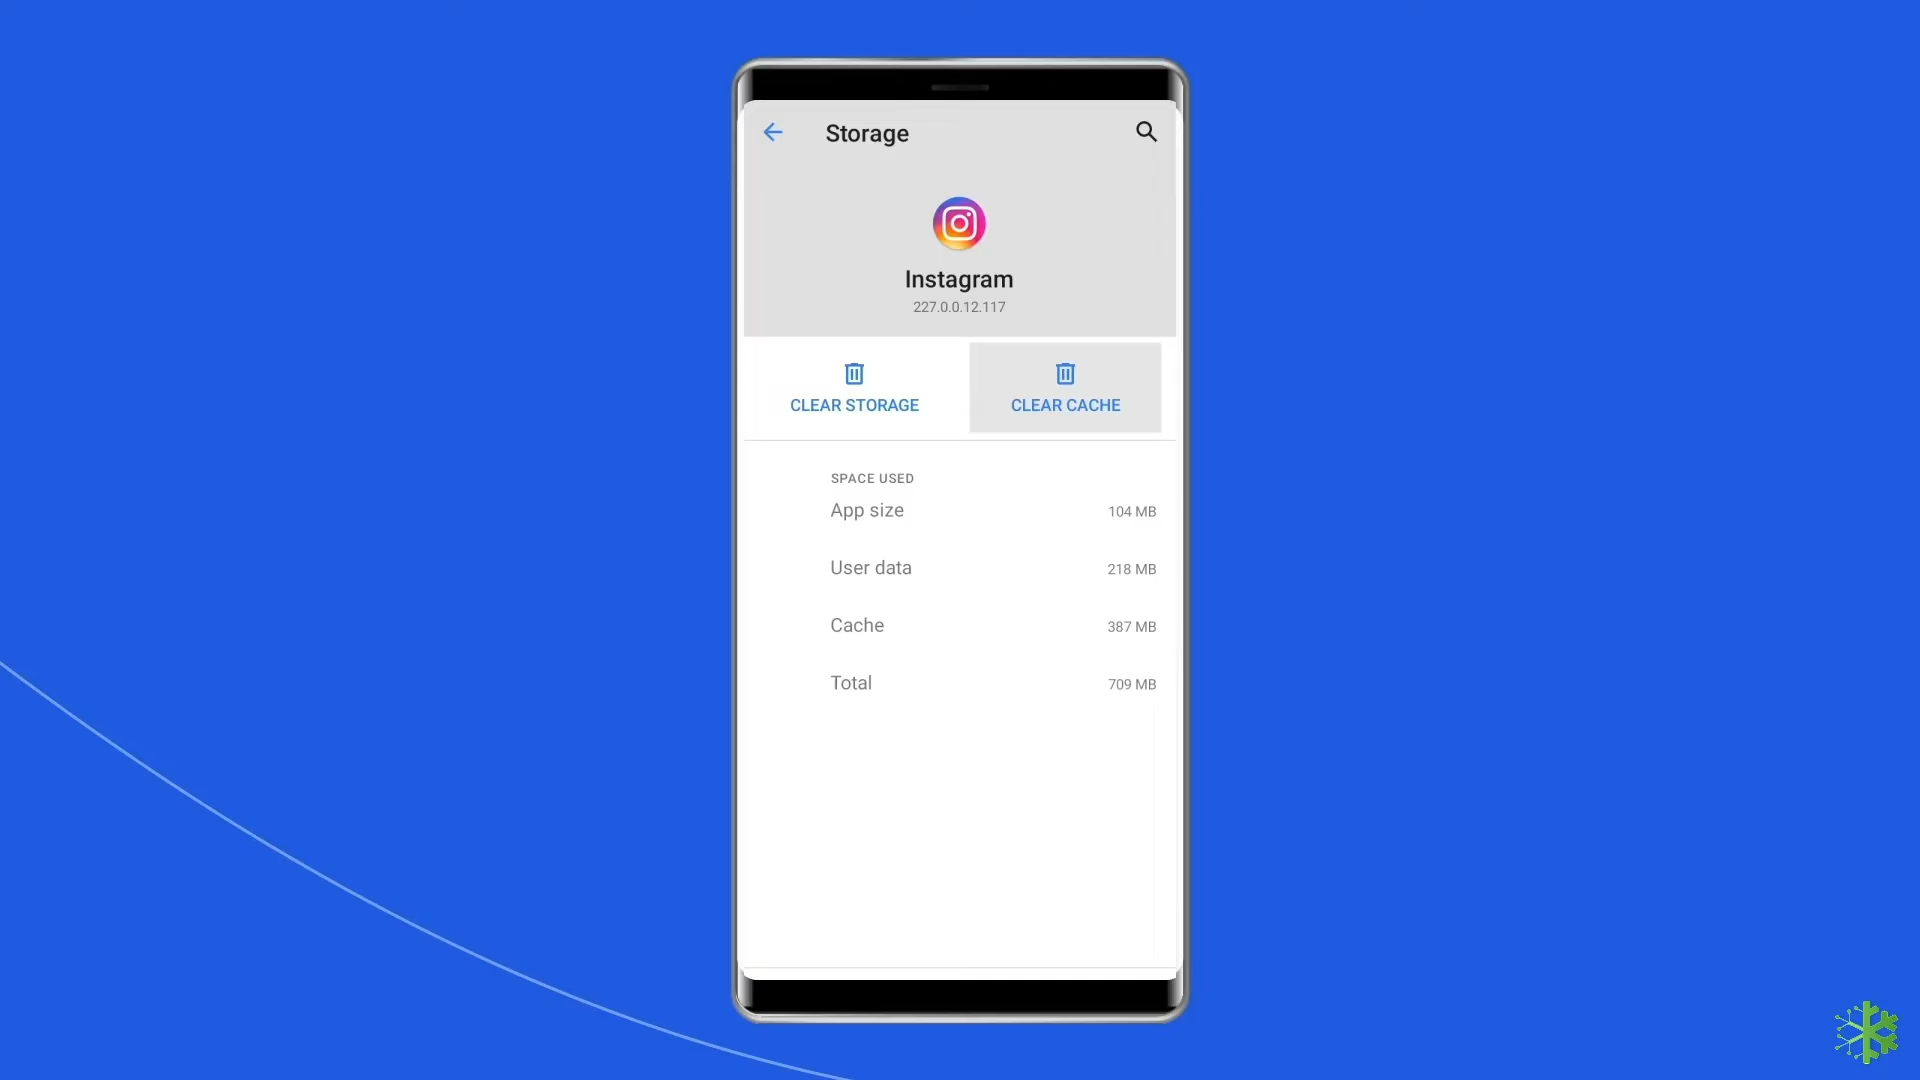 Storage
Instagram
227.0.0.12.117
CLEAR STORAGE
CLEAR CACHE
SPACE USED
App size 104 MB
User data 218 MB
Cache 387 MB
Total 709 MB